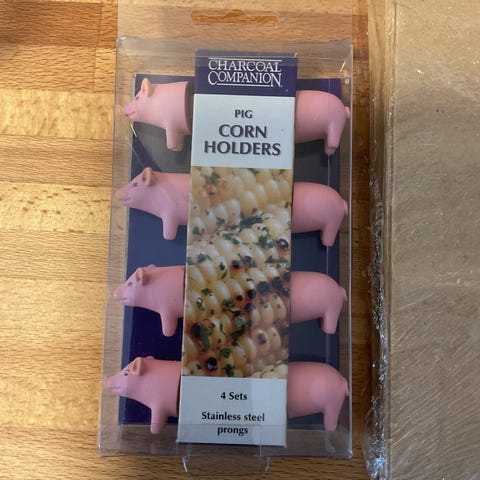 CHARCOAL
COMPANION
PIG
CORN
HOLDERS
4 Sets
Stainless steel
prongs